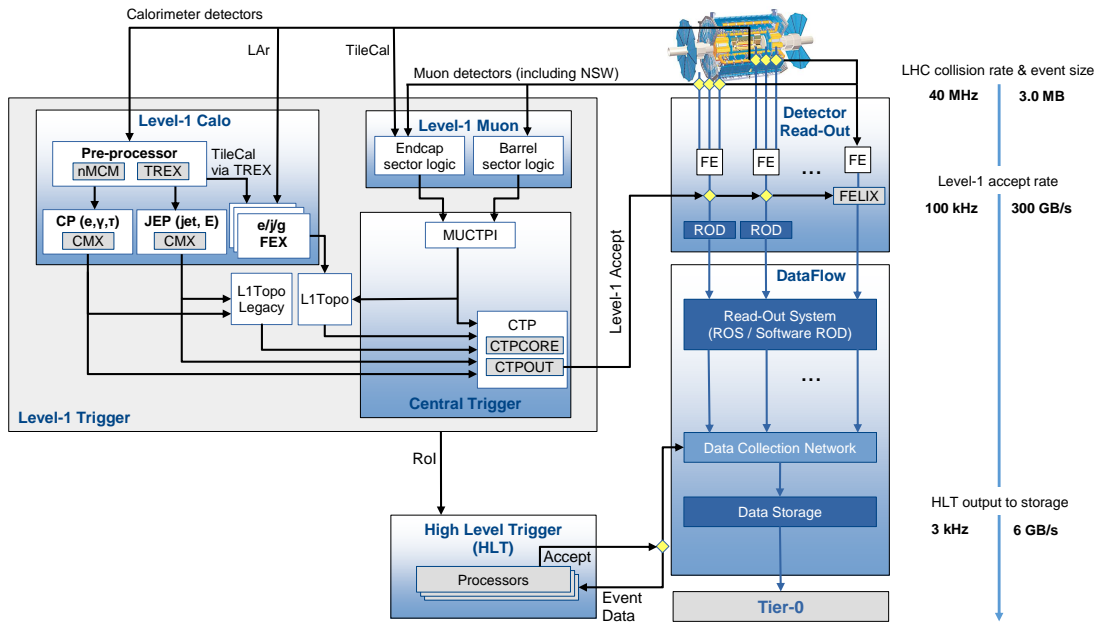 Calorimeter detectors
LAr
TileCal
Muon detectors (including NSW)
LHC collision rate & event size
40 MHz 3.0 MB
Level-1 accept rate
100 kHz 300 GB/s
HLT output to storage
3 kHz 6 GB/s
Level-1 Calo
Pre-processor
nMCM TREX
TileCal
via TREX
CP (e,γ,τ)
CMX
JEP (jet, E)
CMX
e/j/g
FEX
Level-1 Muon
Endcap
sector logic
Barrel
sector logic
MUCTPI
L1Topo
Legacy
L1Topo
CTP
CTPCORE
CTPOUT
Central Trigger
Level-1 Trigger
Level-1 Accept
Detector
Read-Out
FE FE FE
...
FELIX
ROD ROD
DataFlow
Read-Out System
(ROS / Software ROD)
...
Data Collection Network
Data Storage
Tier-0
RoI
High Level Trigger
(HLT)
Accept
Processors
Event
Data